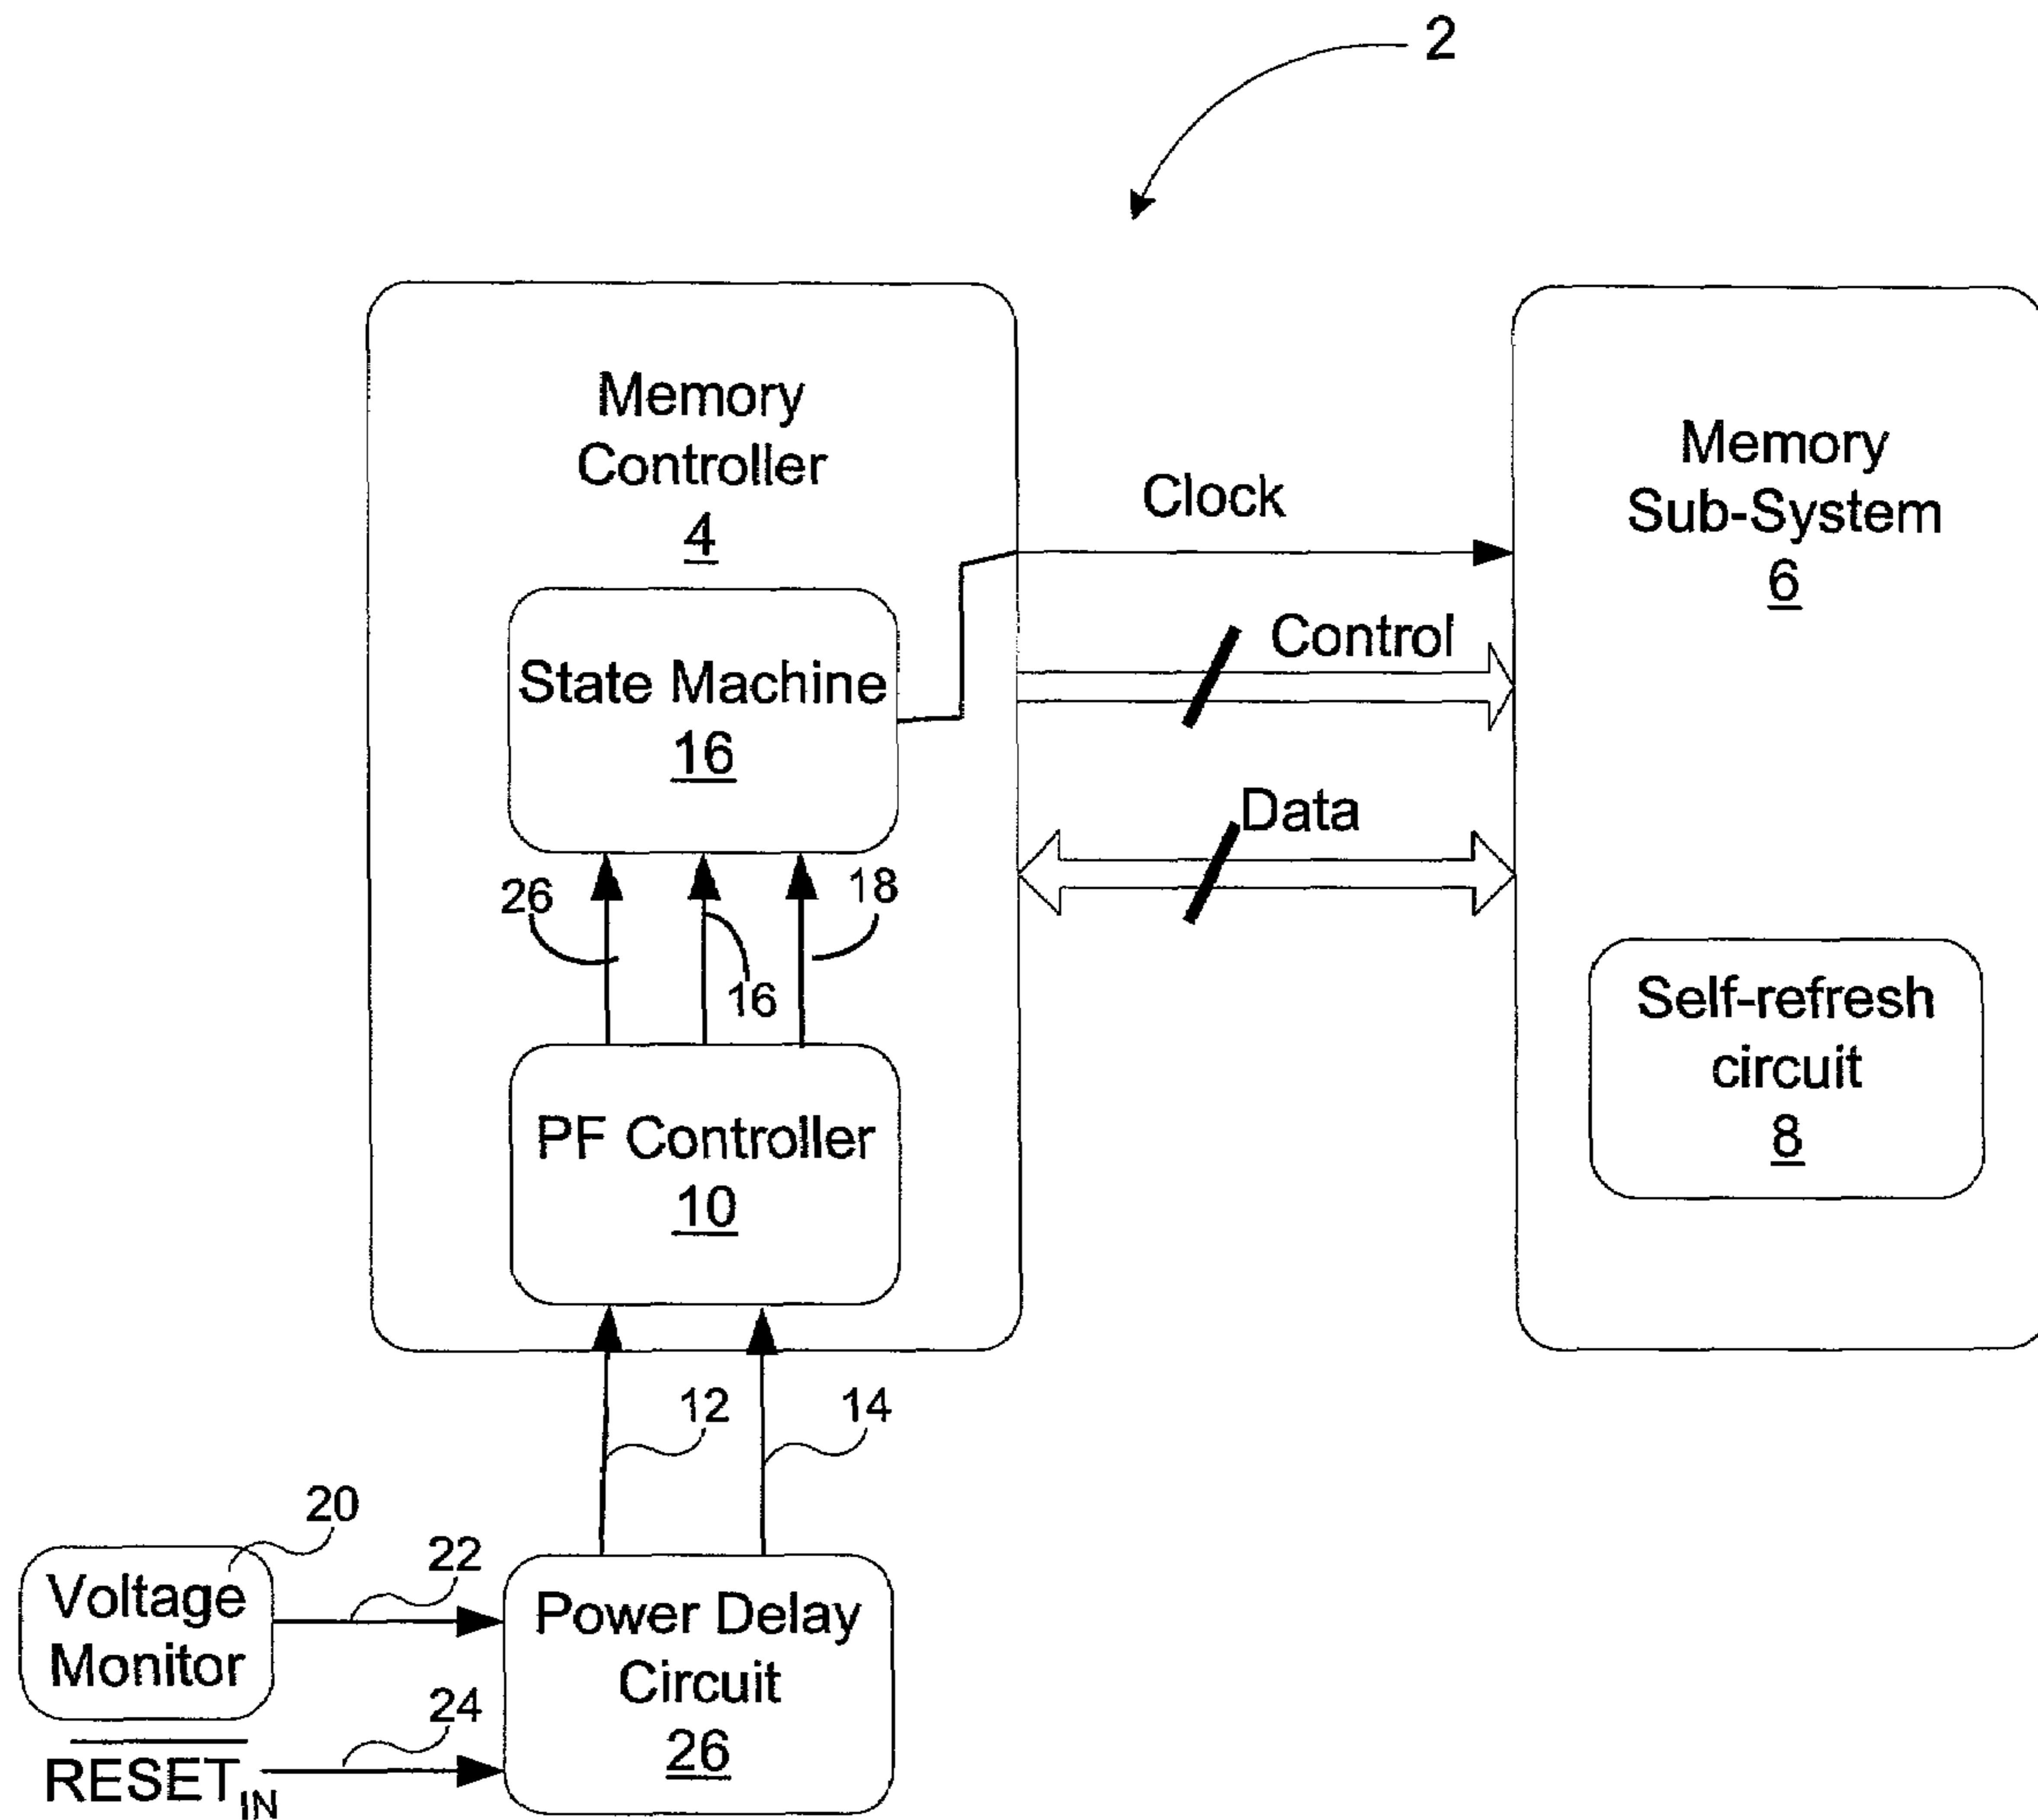 2
Memory
Controller
4
Clock
Memory
Sub-System
6
Control
State Machine
16
Data
26
18
16
Self-refresh
circuit
8
PF Controller
10
12
14
20
22
Voltage
Monitor
Power Delay
Circuit
26
24
RESET_IN